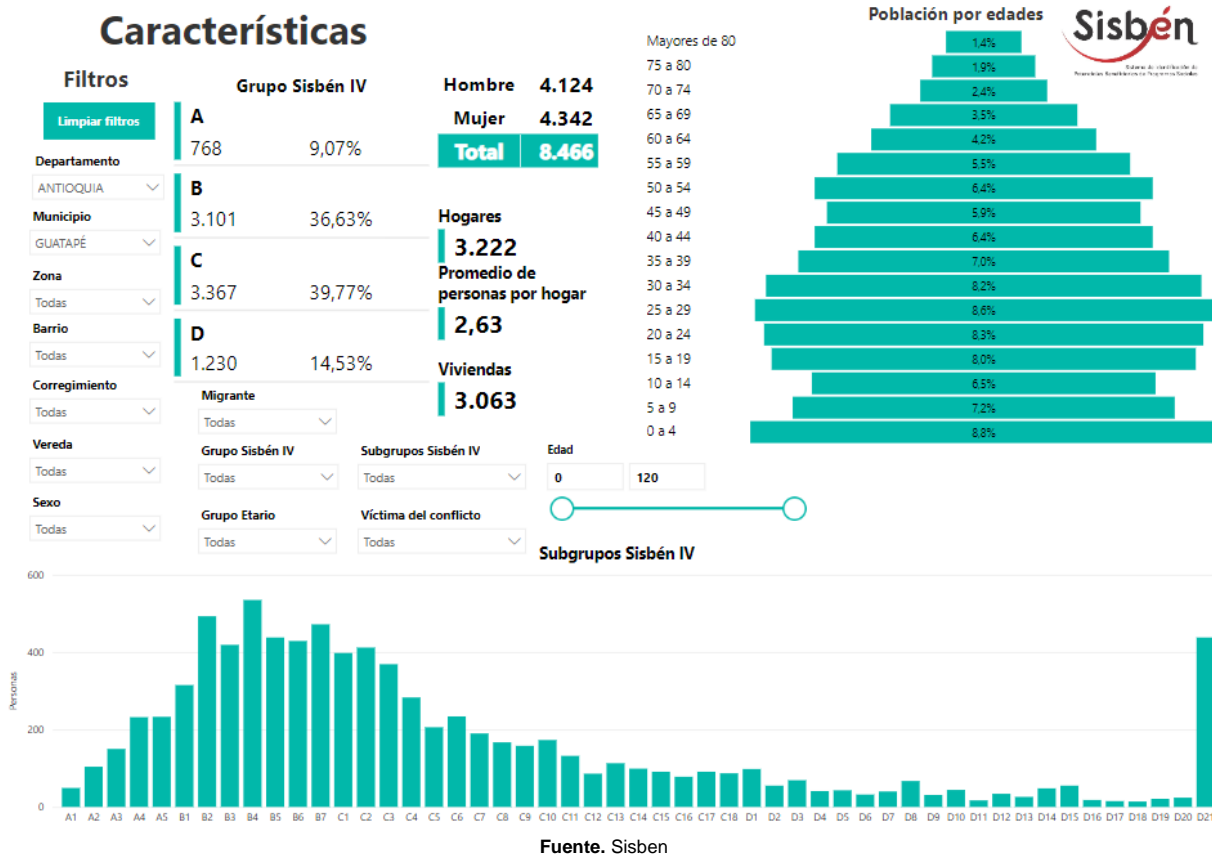 Características
Filtros
Limpiar filtros
Departamento
ANTIOQUIA
Municipio
GUATAPÉ
Zona
Todas
Barrio
Todas
Corregimiento
Todas
Vereda
Todas
Sexo
Todas
Grupo Sisbén IV
A
768 9,07%
B
3.101 36,63%
C
3.367 39,77%
D
1.230 14,53%
Hombre 4.124
Mujer 4.342
Total 8.466
Hogares
3.222
Promedio de
personas por hogar
2,63
Viviendas
3.063
Migrante
Todas
Grupo Sisbén IV
Todas
Subgrupos Sisbén IV
Todas
Edad
0 120
Grupo Etario
Todas
Víctima del conflicto
Todas
Población por edades
Sisbén
Sistema de Identificación de
Potenciales Beneficiarios de Programas Sociales
Mayores de 80 1,4%
75 a 80 1,9%
70 a 74 2,4%
65 a 69 3,5%
60 a 64 4,2%
55 a 59 5,5%
50 a 54 6,4%
45 a 49 5,9%
40 a 44 6,4%
35 a 39 7,0%
30 a 34 8,2%
25 a 29 8,6%
20 a 24 8,3%
15 a 19 8,0%
10 a 14 6,5%
5 a 9 7,2%
0 a 4 8,8%
Subgrupos Sisbén IV
Personas
600
400
200
0
A1 A2 A3 A4 A5 B1 B2 B3 B4 B5 B6 B7 C1 C2 C3 C4 C5 C6 C7 C8 C9 C10 C11 C12 C13 C14 C15 C16 C17 C18 D1 D2 D3 D4 D5 D6 D7 D8 D9 D10 D11 D12 D13 D14 D15 D16 D17 D18 D19 D20 D21
Fuente. Sisben